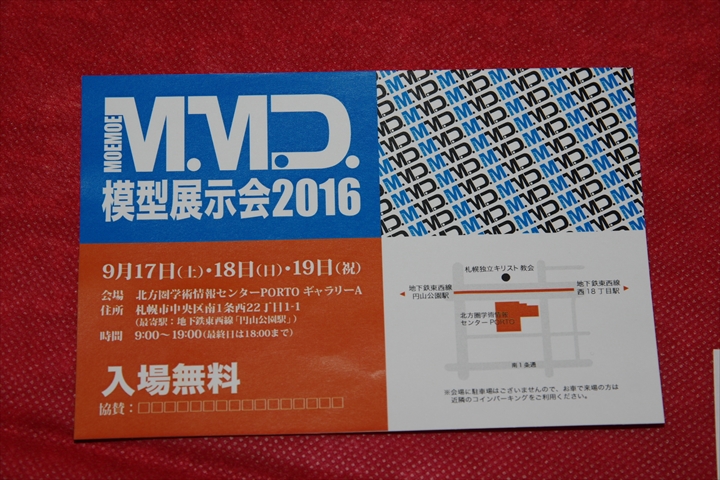 MOEMOE
M.M.D.
模型展示会2016
9月17日(土)・18日(日)・19日(祝)
会場 北方圏学術情報センターPORTO ギャラリーA
住所 札幌市中央区南1条西22丁目1-1
(最寄駅：地下鉄東西線「円山公園駅」)
時間 9:00～19:00(最終日は18:00まで)
入場無料
協賛：□□□□□□□□□□□□□□□□
札幌独立キリスト教会
地下鉄東西線
円山公園駅
地下鉄東西線
西18丁目駅
北方圏学術情報
センターPORTO
南1条通
※会場に駐車場はございませんので、お車で来場の方は
近隣のコインパーキングをご利用ください。